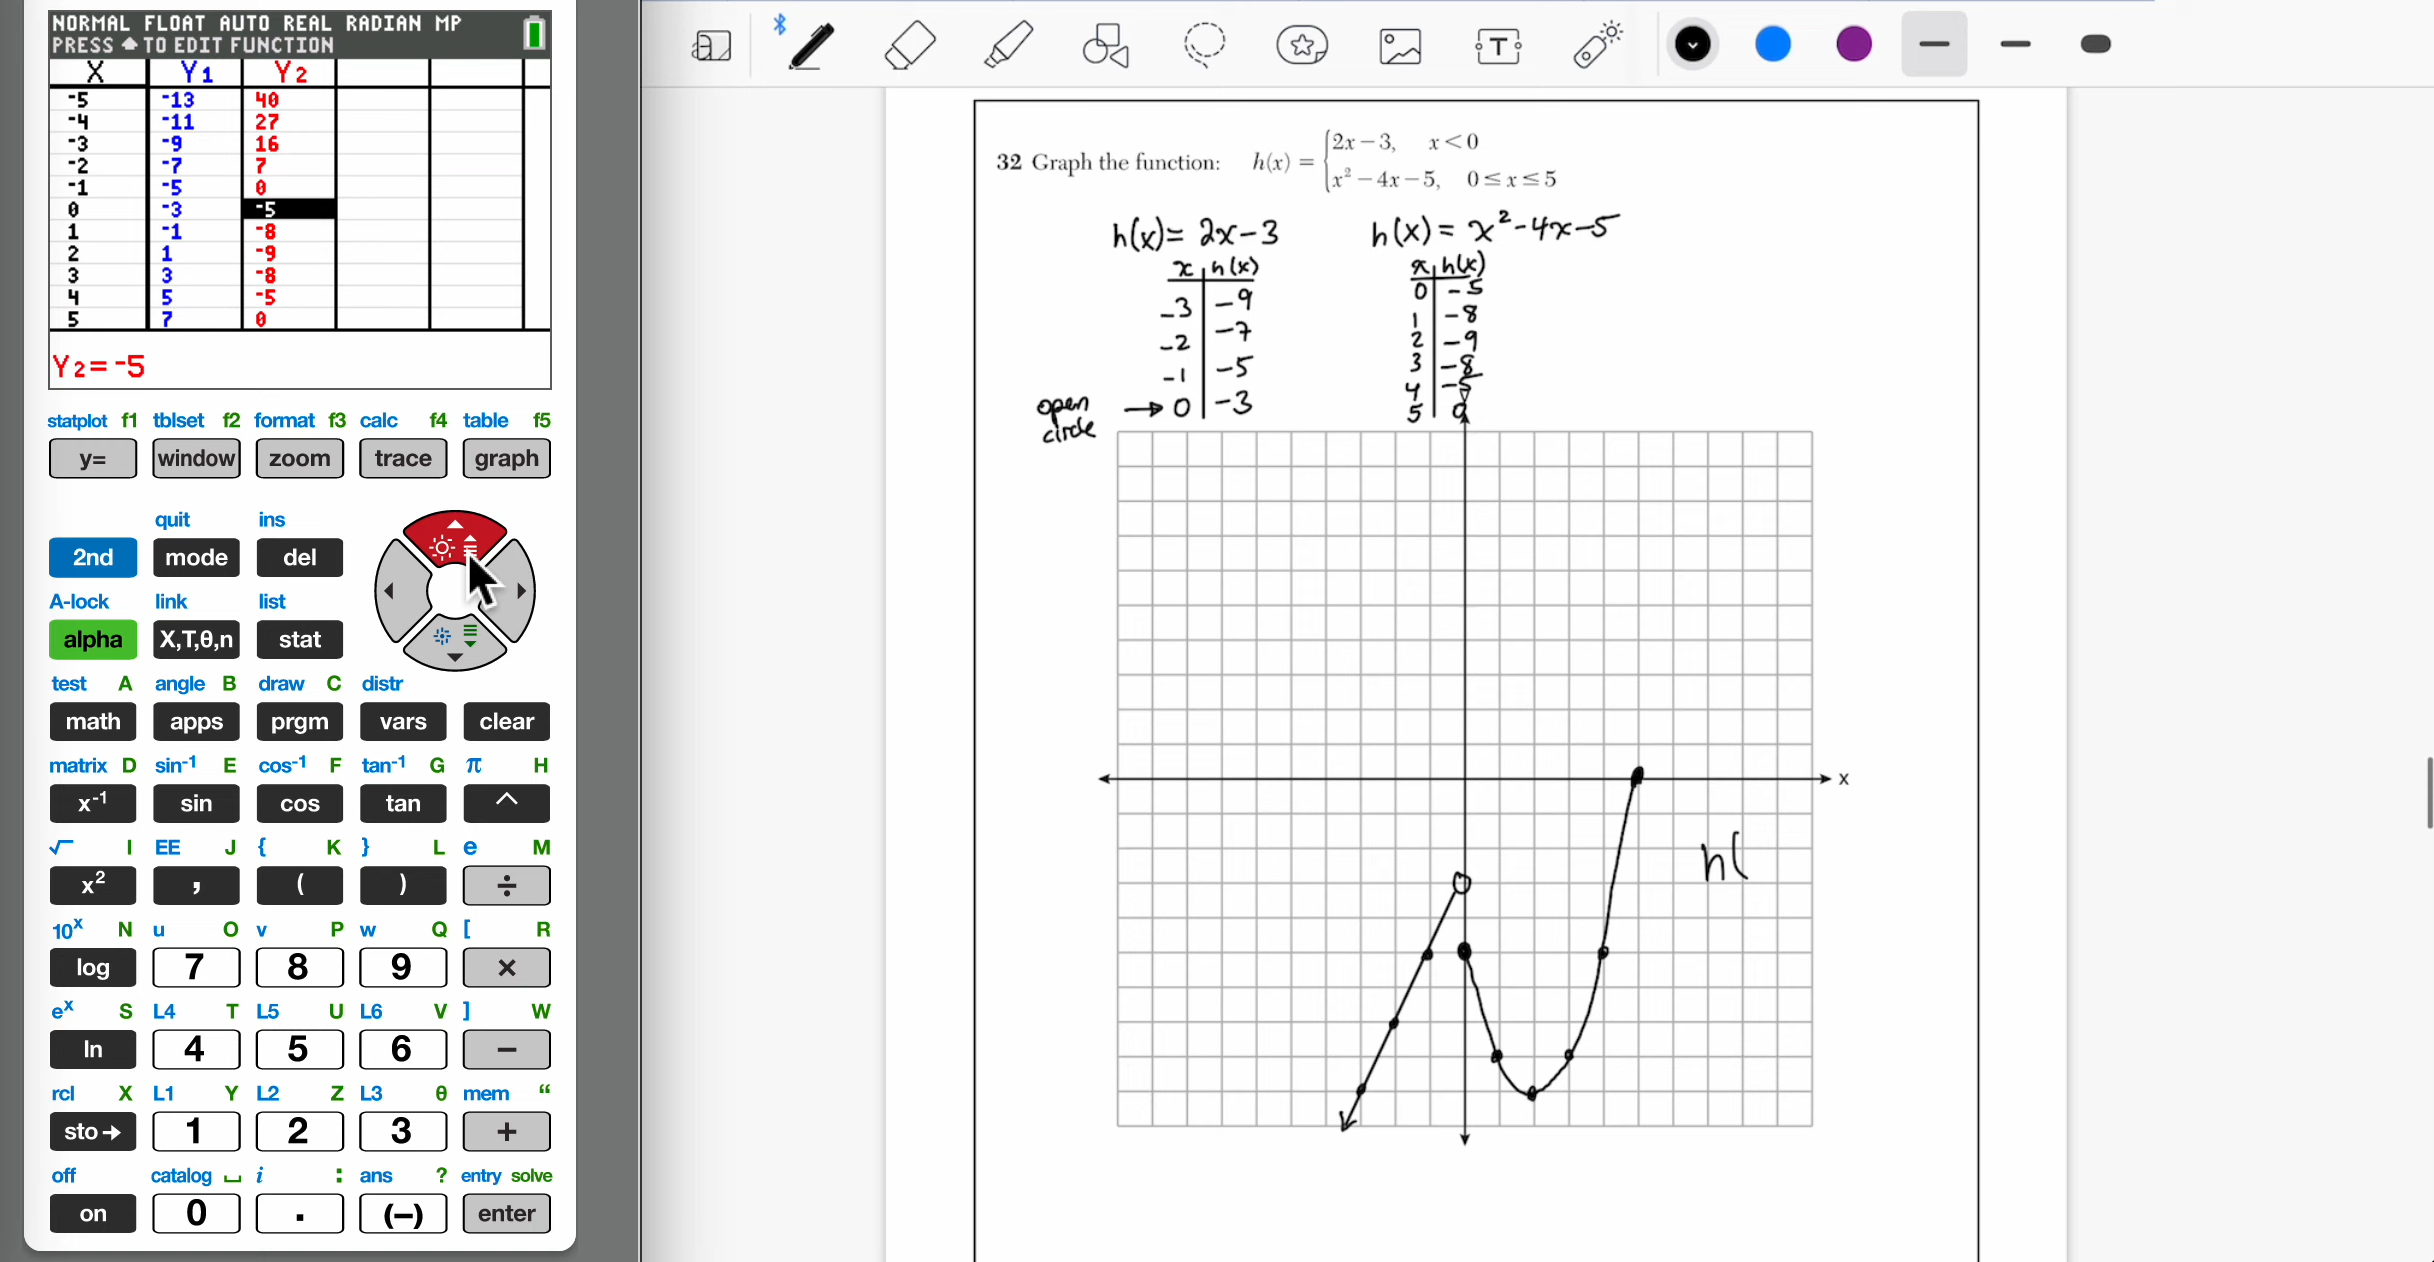 NORMAL FLOAT AUTO REAL RADIAN MP
PRESS ↑ TO EDIT FUNCTION
X Y1 Y2
-5 -13 40
-4 -11 27
-3 -9 16
-2 -7 7
-1 -5 0
0 -3 -5
1 -1 -8
2 1 -9
3 3 -8
4 5 -5
5 7 0
Y2= -5
statplot f1 tblset f2 format f3 calc f4 table f5
y= window zoom trace graph
quit ins
2nd mode del
A-lock link list
alpha X,T,θ,n stat
test A angle B draw C distr
math apps prgm vars clear
matrix D sin⁻¹ E cos⁻¹ F tan⁻¹ G π H
x⁻¹ sin cos tan ^
√ I EE J { K } L e M
x² , ( ) ÷
10ˣ N u O v P w Q [ R
log 7 8 9 ×
eˣ S L4 T L5 U L6 V ] W
ln 4 5 6 −
rcl X L1 Y L2 Z L3 θ mem “
sto→ 1 2 3 +
off catalog ⎵ i : ans ? entry solve
on 0 . (−) enter
T
32 Graph the function: h(x) = {2x − 3, x < 0
x² − 4x − 5, 0 ≤ x ≤ 5
h(x)= 2x−3 h(x) = x²−4x−5
x h(x) x h(x)
-3 -9 0 -5
-2 -7 1 -8
-1 -5 2 -9
open → 0 -3 3 -8
circle 4 -5
5 0
x
h(